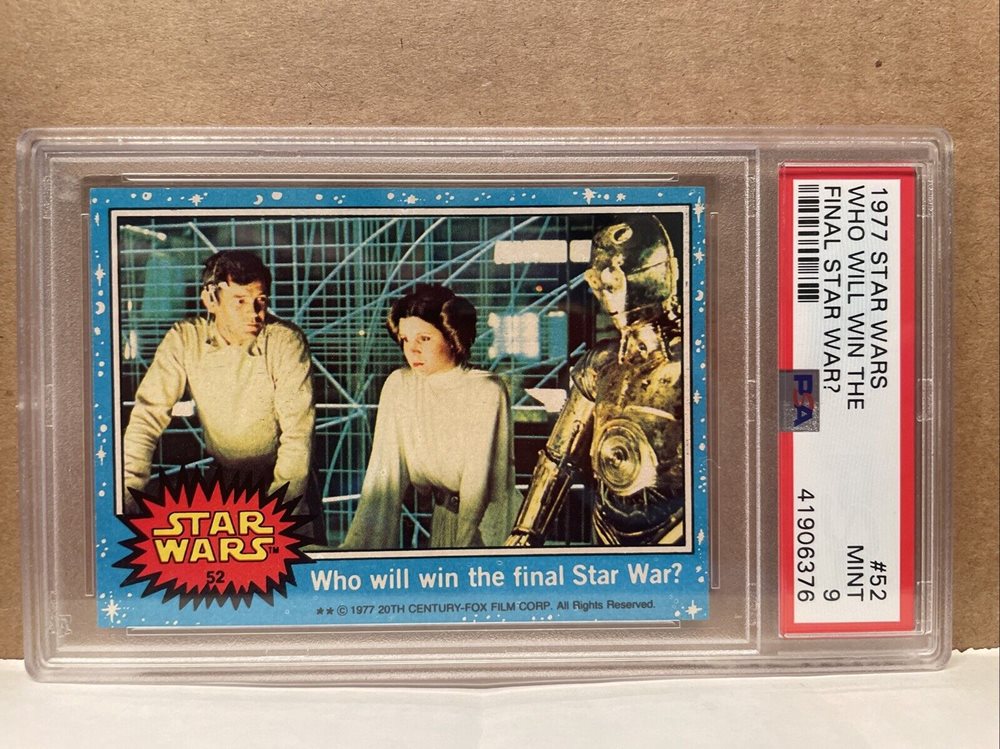 STAR
WARS™
52
Who will win the final Star War?
★★ © 1977 20TH CENTURY-FOX FILM CORP. All Rights Reserved.
1977 STAR WARS #52
WHO WILL WIN THE MINT
FINAL STAR WAR? 9
PSA 41906376